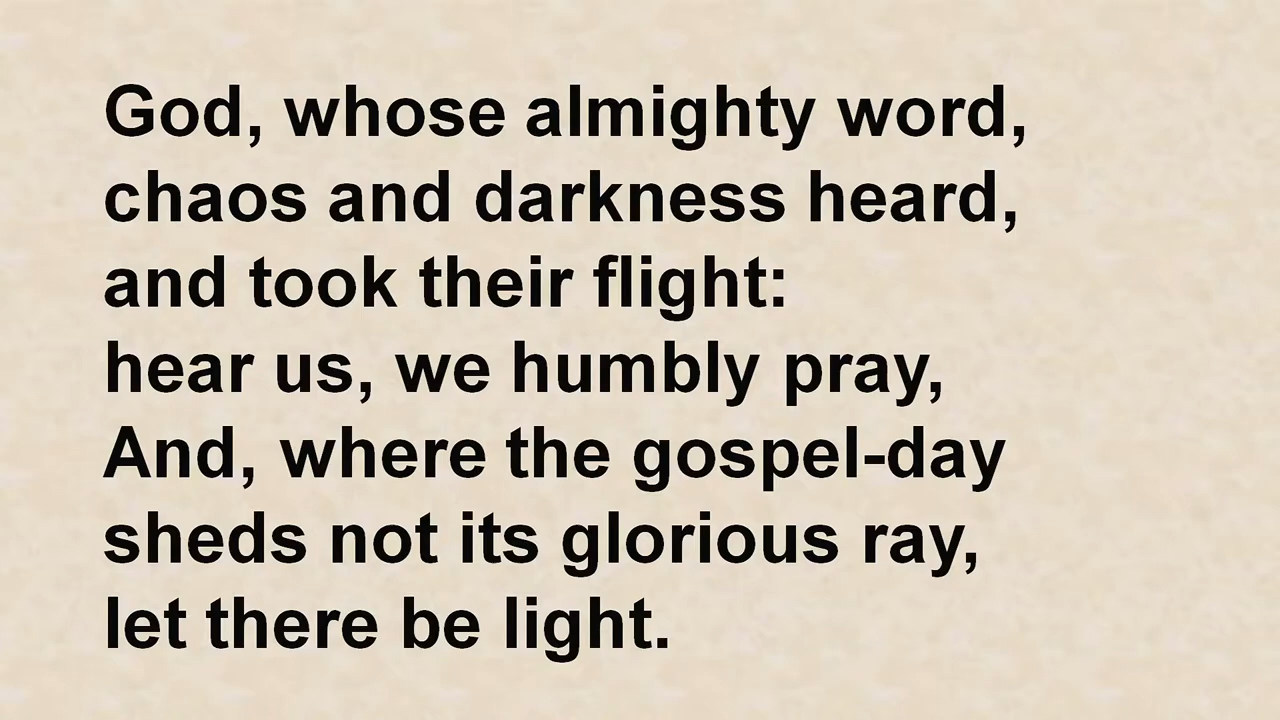 God, whose almighty word,
chaos and darkness heard,
and took their flight:
hear us, we humbly pray,
And, where the gospel-day
sheds not its glorious ray,
let there be light.